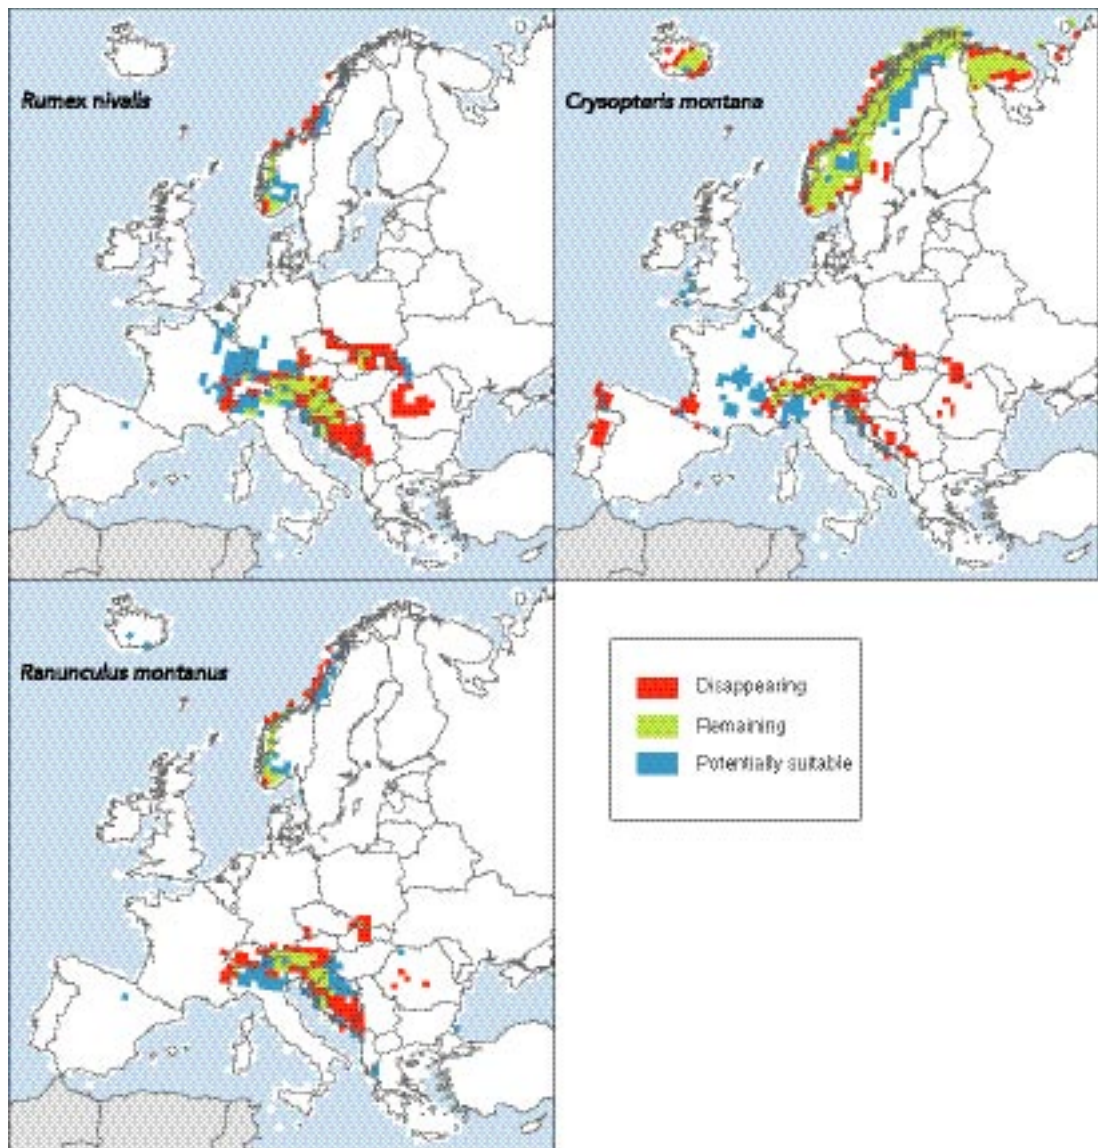 Rumex nivalis
Crysopteris montana
Ranunculus montanus
Disappearing
Remaining
Potentially suitable